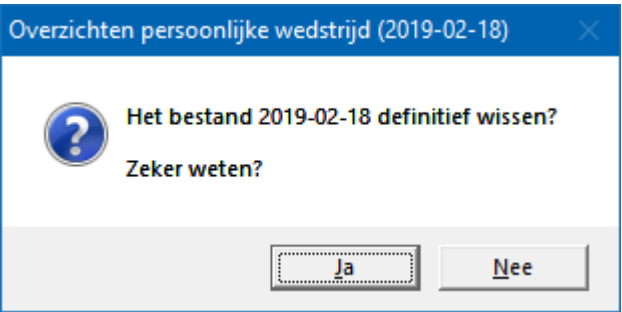 Overzichten persoonlijke wedstrijd (2019-02-18)
Het bestand 2019-02-18 definitief wissen?
Zeker weten?
Ja
Nee